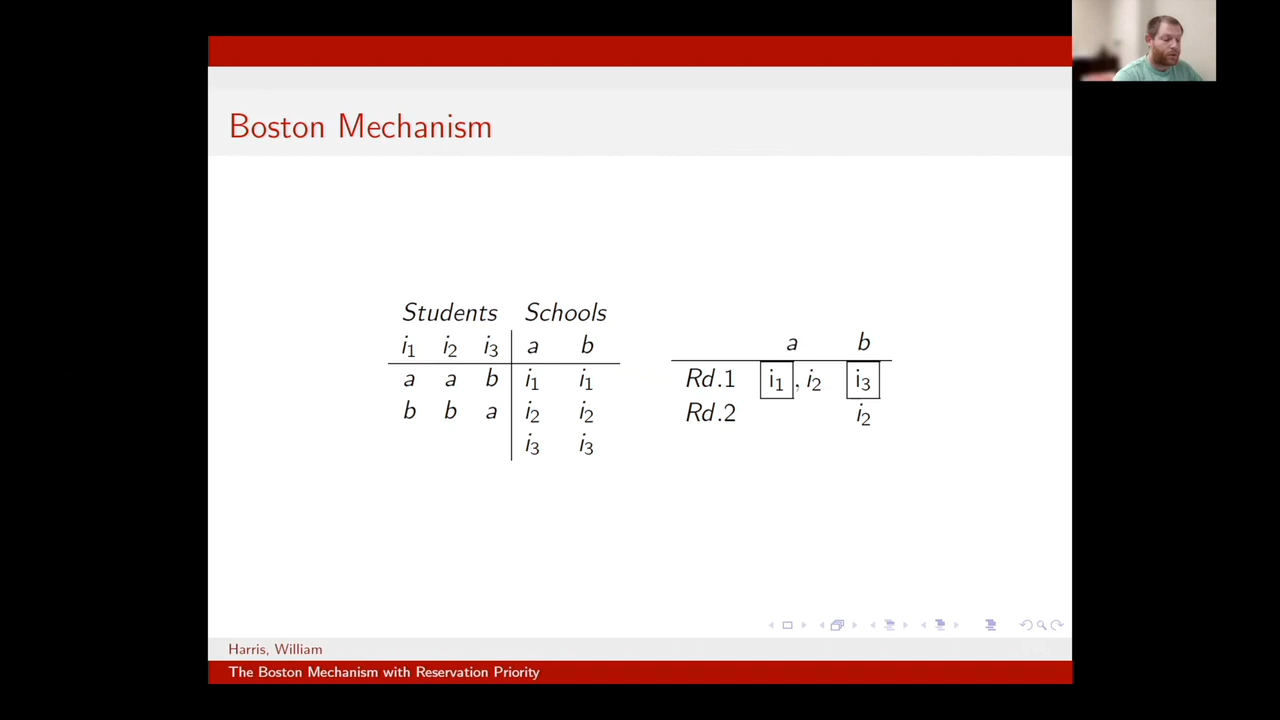 Boston Mechanism
Students Schools
i₁ i₂ i₃ a b
a a b i₁ i₁
b b a i₂ i₂
i₃ i₃
a b
Rd.1 i₁, i₂ i₃
Rd.2 i₂
Harris, William
The Boston Mechanism with Reservation Priority